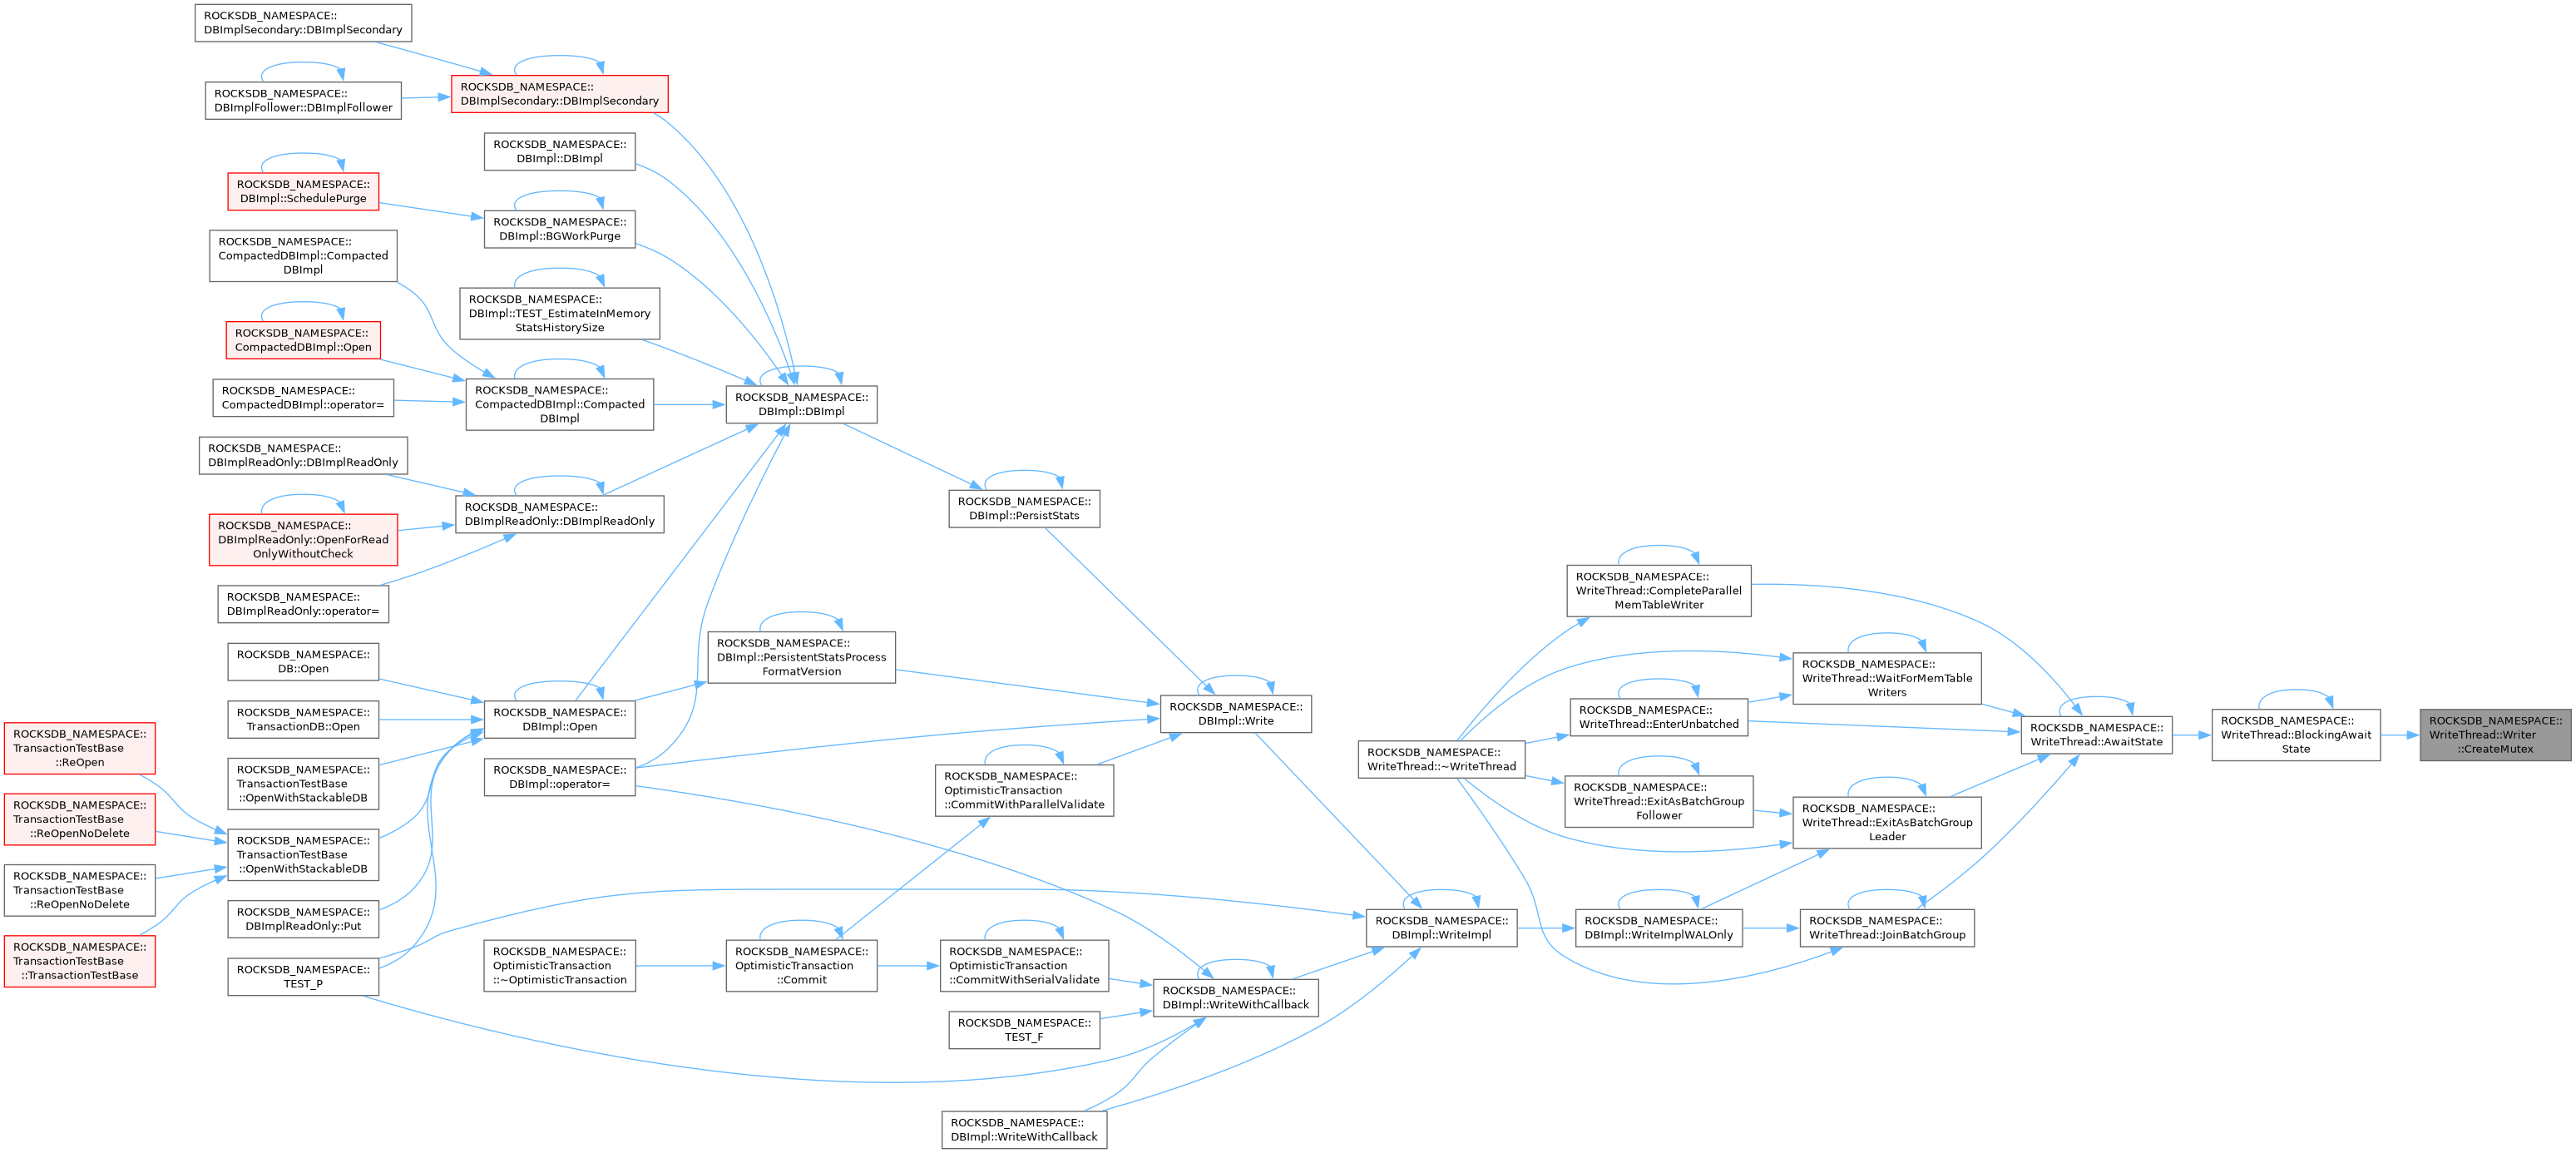 ROCKSDB_NAMESPACE::
DBImplSecondary::DBImplSecondary
ROCKSDB_NAMESPACE::
DBImplFollower::DBImplFollower
ROCKSDB_NAMESPACE::
DBImpl::SchedulePurge
ROCKSDB_NAMESPACE::
CompactedDBImpl::Compacted
DBImpl
ROCKSDB_NAMESPACE::
CompactedDBImpl::Open
ROCKSDB_NAMESPACE::
CompactedDBImpl::operator=
ROCKSDB_NAMESPACE::
DBImplReadOnly::DBImplReadOnly
ROCKSDB_NAMESPACE::
DBImplReadOnly::OpenForRead
OnlyWithoutCheck
ROCKSDB_NAMESPACE::
DBImplReadOnly::operator=
ROCKSDB_NAMESPACE::
DB::Open
ROCKSDB_NAMESPACE::
TransactionDB::Open
ROCKSDB_NAMESPACE::
TransactionTestBase
::OpenWithStackableDB
ROCKSDB_NAMESPACE::
TransactionTestBase
::OpenWithStackableDB
ROCKSDB_NAMESPACE::
DBImplReadOnly::Put
ROCKSDB_NAMESPACE::
TEST_P
ROCKSDB_NAMESPACE::
TransactionTestBase
::ReOpen
ROCKSDB_NAMESPACE::
TransactionTestBase
::ReOpenNoDelete
ROCKSDB_NAMESPACE::
TransactionTestBase
::ReOpenNoDelete
ROCKSDB_NAMESPACE::
TransactionTestBase
::TransactionTestBase
ROCKSDB_NAMESPACE::
DBImplSecondary::DBImplSecondary
ROCKSDB_NAMESPACE::
DBImpl::DBImpl
ROCKSDB_NAMESPACE::
DBImpl::BGWorkPurge
ROCKSDB_NAMESPACE::
DBImpl::TEST_EstimateInMemory
StatsHistorySize
ROCKSDB_NAMESPACE::
CompactedDBImpl::Compacted
DBImpl
ROCKSDB_NAMESPACE::
DBImplReadOnly::DBImplReadOnly
ROCKSDB_NAMESPACE::
DBImpl::Open
ROCKSDB_NAMESPACE::
DBImpl::operator=
ROCKSDB_NAMESPACE::
OptimisticTransaction
::~OptimisticTransaction
ROCKSDB_NAMESPACE::
DBImpl::DBImpl
ROCKSDB_NAMESPACE::
DBImpl::PersistentStatsProcess
FormatVersion
ROCKSDB_NAMESPACE::
OptimisticTransaction
::Commit
ROCKSDB_NAMESPACE::
DBImpl::PersistStats
ROCKSDB_NAMESPACE::
OptimisticTransaction
::CommitWithParallelValidate
ROCKSDB_NAMESPACE::
OptimisticTransaction
::CommitWithSerialValidate
ROCKSDB_NAMESPACE::
TEST_F
ROCKSDB_NAMESPACE::
DBImpl::WriteWithCallback
ROCKSDB_NAMESPACE::
DBImpl::Write
ROCKSDB_NAMESPACE::
DBImpl::WriteWithCallback
ROCKSDB_NAMESPACE::
WriteThread::~WriteThread
ROCKSDB_NAMESPACE::
DBImpl::WriteImpl
ROCKSDB_NAMESPACE::
WriteThread::CompleteParallel
MemTableWriter
ROCKSDB_NAMESPACE::
WriteThread::EnterUnbatched
ROCKSDB_NAMESPACE::
WriteThread::ExitAsBatchGroup
Follower
ROCKSDB_NAMESPACE::
DBImpl::WriteImplWALOnly
ROCKSDB_NAMESPACE::
WriteThread::WaitForMemTable
Writers
ROCKSDB_NAMESPACE::
WriteThread::ExitAsBatchGroup
Leader
ROCKSDB_NAMESPACE::
WriteThread::JoinBatchGroup
ROCKSDB_NAMESPACE::
WriteThread::AwaitState
ROCKSDB_NAMESPACE::
WriteThread::BlockingAwait
State
ROCKSDB_NAMESPACE::
WriteThread::Writer
::CreateMutex